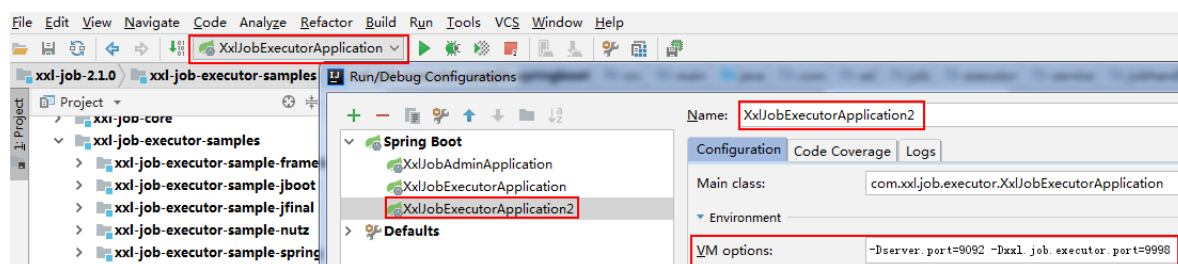 File Edit View Navigate Code Analyze Refactor Build Run Tools VCS Window Help
XxlJobExecutorApplication
xxl-job-2.1.0 xxl-job-executor-samples
Run/Debug Configurations
1: Project
Project
xxl-job-core
xxl-job-executor-samples
xxl-job-executor-sample-frame
xxl-job-executor-sample-jboot
xxl-job-executor-sample-jfinal
xxl-job-executor-sample-nutz
xxl-job-executor-sample-spring
Spring Boot
XxlJobAdminApplication
XxlJobExecutorApplication
XxlJobExecutorApplication2
Defaults
Name: XxlJobExecutorApplication2
Configuration Code Coverage Logs
Main class: com.xxl.job.executor.XxlJobExecutorApplication
Environment
VM options: -Dserver.port=9092 -Dxxl.job.executor.port=9998